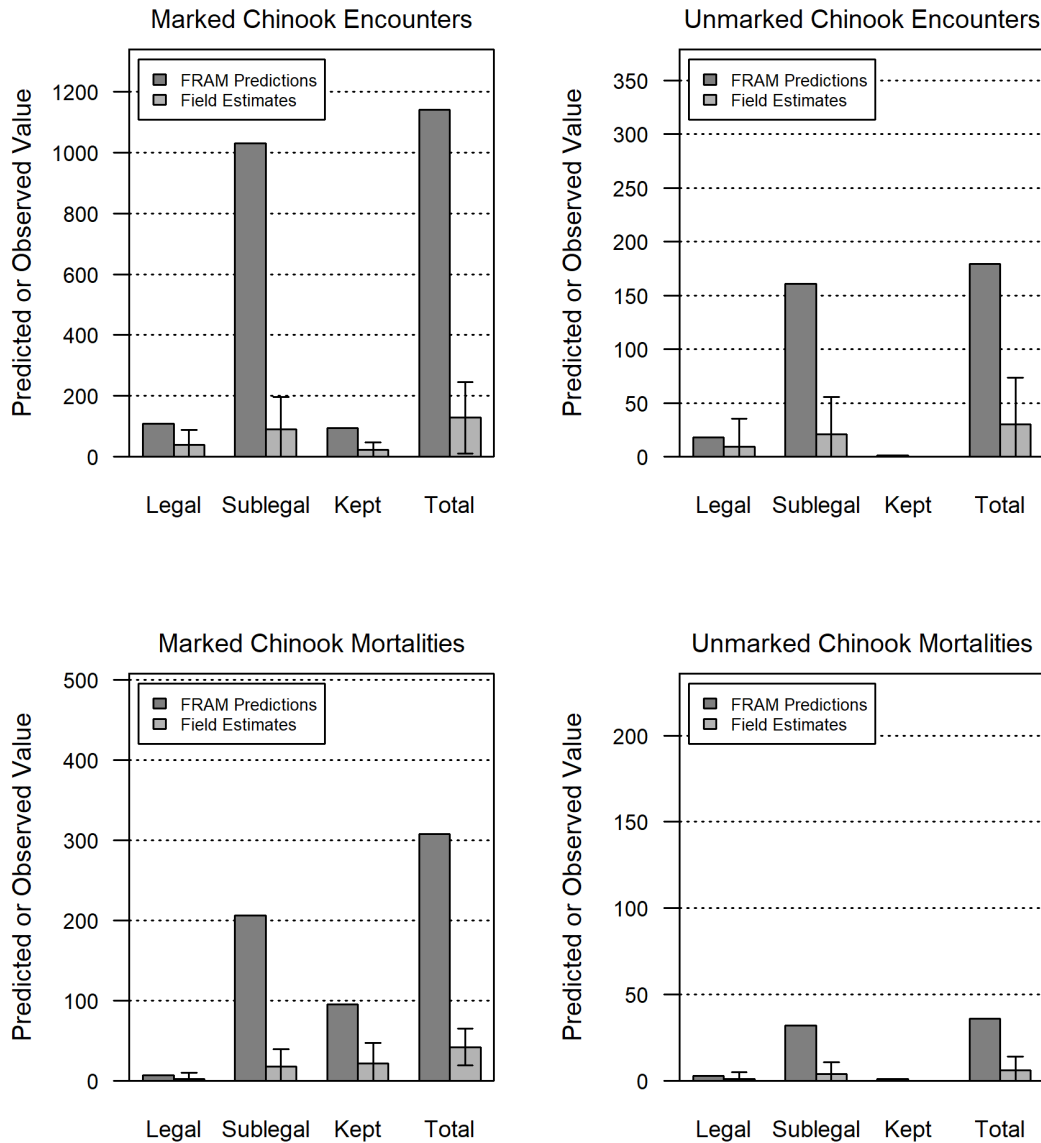 Marked Chinook Encounters
Predicted or Observed Value
1200
1000
800
600
400
200
0
FRAM Predictions
Field Estimates
Legal Sublegal Kept Total
Unmarked Chinook Encounters
Predicted or Observed Value
350
300
250
200
150
100
50
0
FRAM Predictions
Field Estimates
Legal Sublegal Kept Total
Marked Chinook Mortalities
Predicted or Observed Value
500
400
300
200
100
0
FRAM Predictions
Field Estimates
Legal Sublegal Kept Total
Unmarked Chinook Mortalities
Predicted or Observed Value
200
150
100
50
0
FRAM Predictions
Field Estimates
Legal Sublegal Kept Total